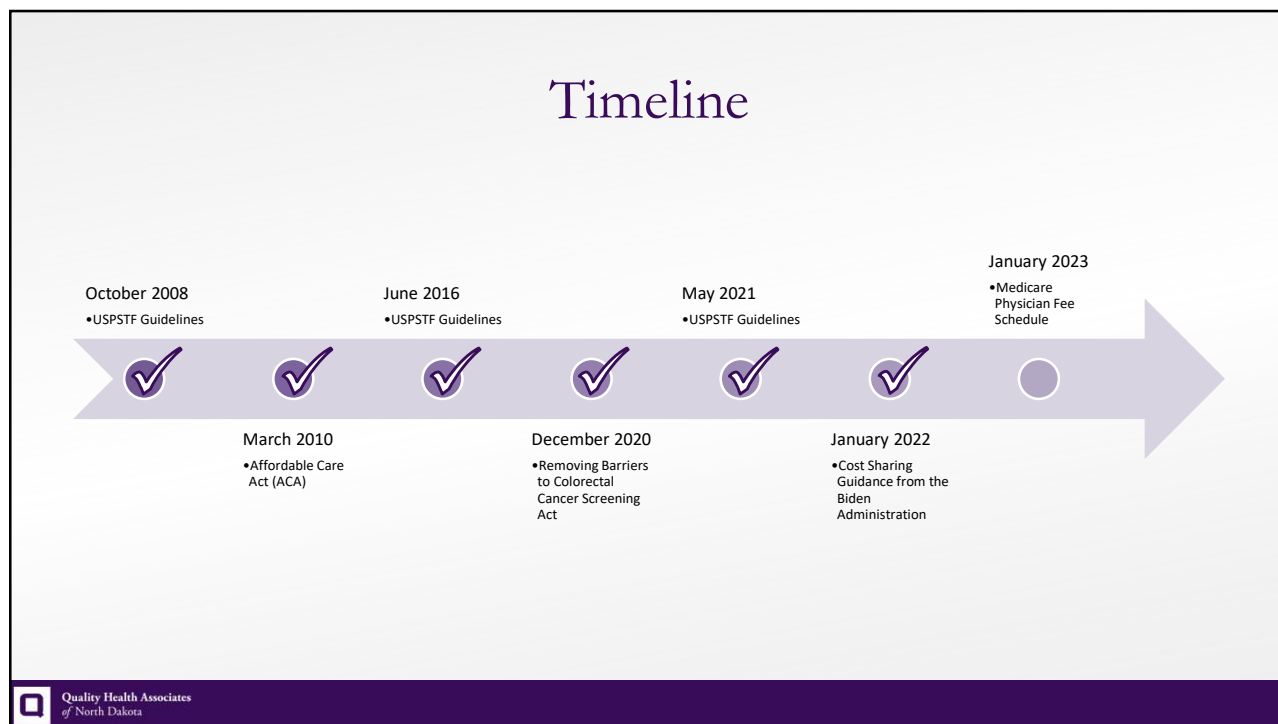 Timeline
October 2008
•USPSTF Guidelines
March 2010
•Affordable Care
Act (ACA)
June 2016
•USPSTF Guidelines
December 2020
•Removing Barriers
to Colorectal
Cancer Screening
Act
May 2021
•USPSTF Guidelines
January 2022
•Cost Sharing
Guidance from the
Biden
Administration
January 2023
•Medicare
Physician Fee
Schedule
Quality Health Associates
of North Dakota